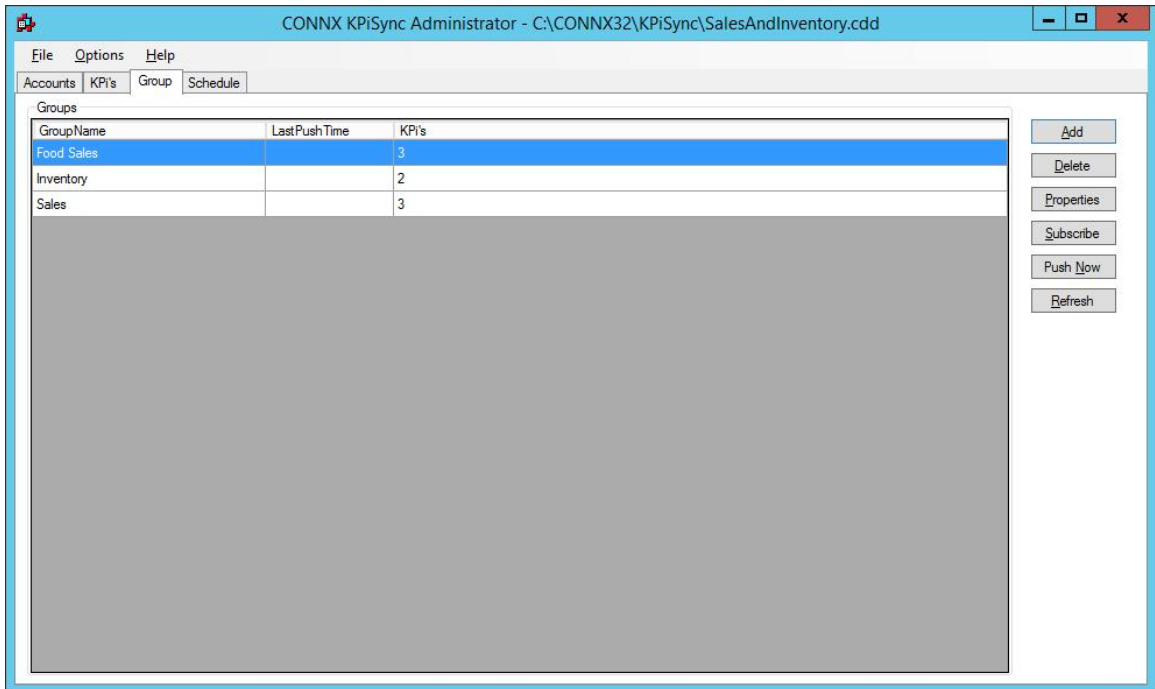 CONNX KPiSync Administrator - C:\CONNX32\KPiSync\SalesAndInventory.cdd
File Options Help
Accounts KPi's Group Schedule
Groups
GroupName LastPushTime KPi's
Food Sales 3
Inventory 2
Sales 3
Add
Delete
Properties
Subscribe
Push Now
Refresh